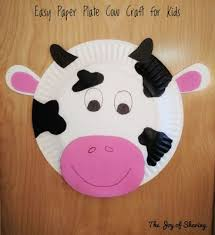 Easy Paper Plate Cow Craft for Kids
The Joy of Sharing